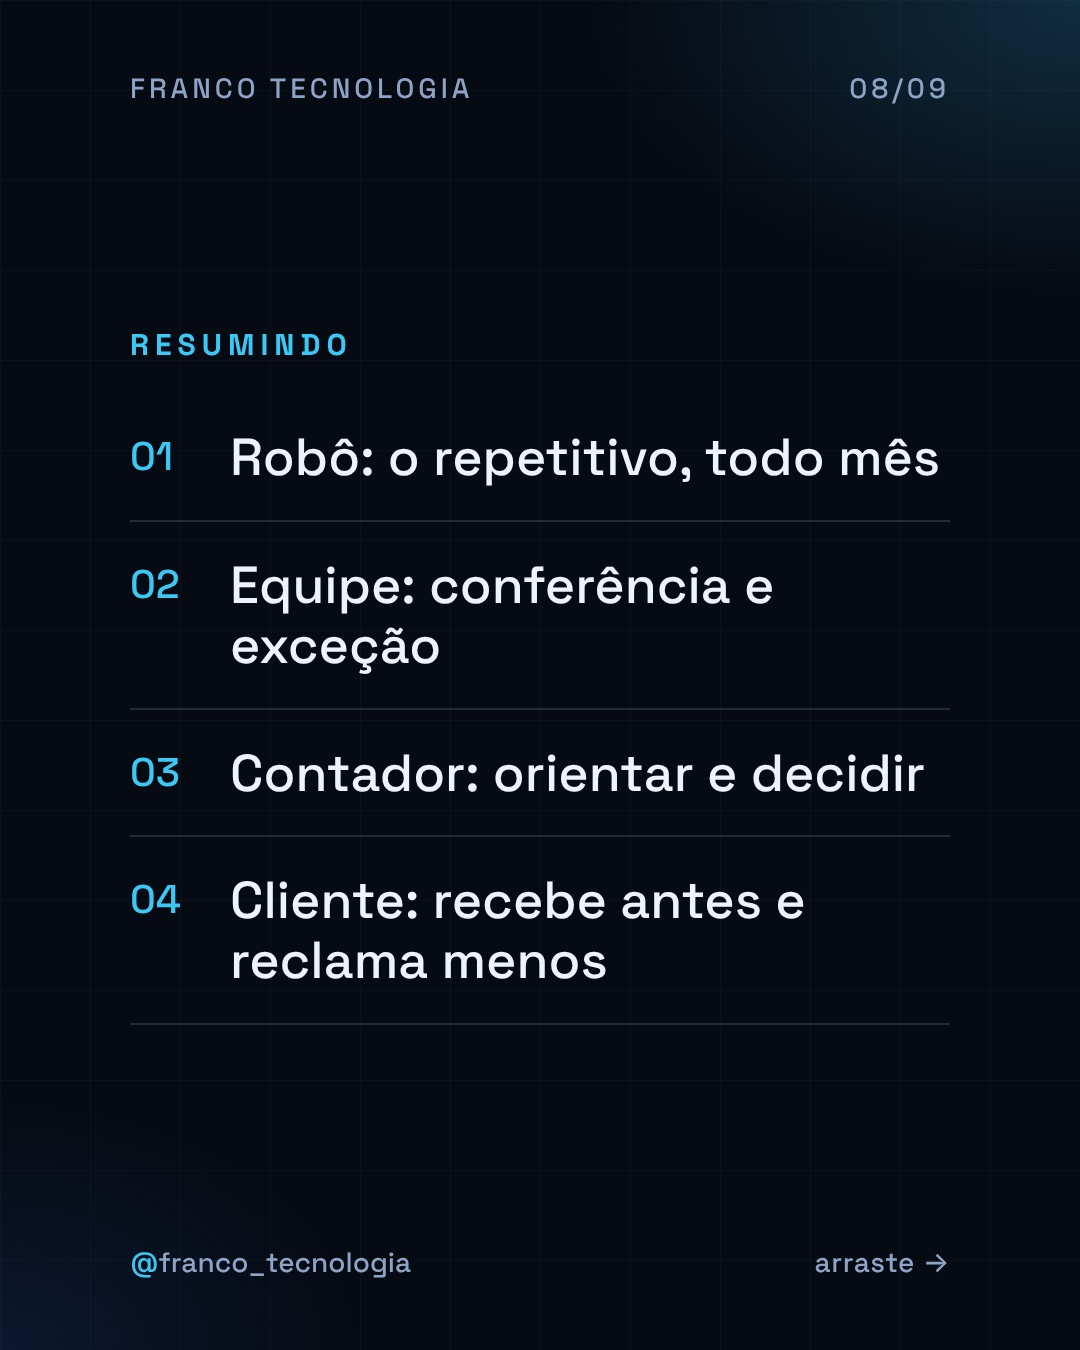 FRANCO TECNOLOGIA 08/09
RESUMINDO
01 Robô: o repetitivo, todo mês
02 Equipe: conferência e
exceção
03 Contador: orientar e decidir
04 Cliente: recebe antes e
reclama menos
@franco_tecnologia arraste →